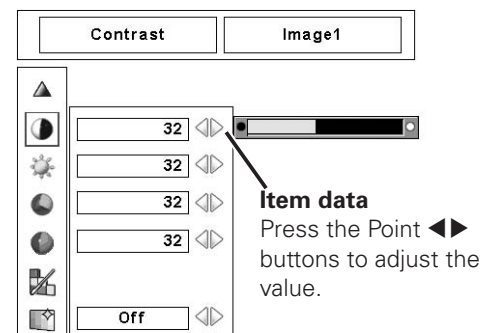 Contrast Image1
32
32
32
32
Off
Item data
Press the Point ◀▶
buttons to adjust the
value.